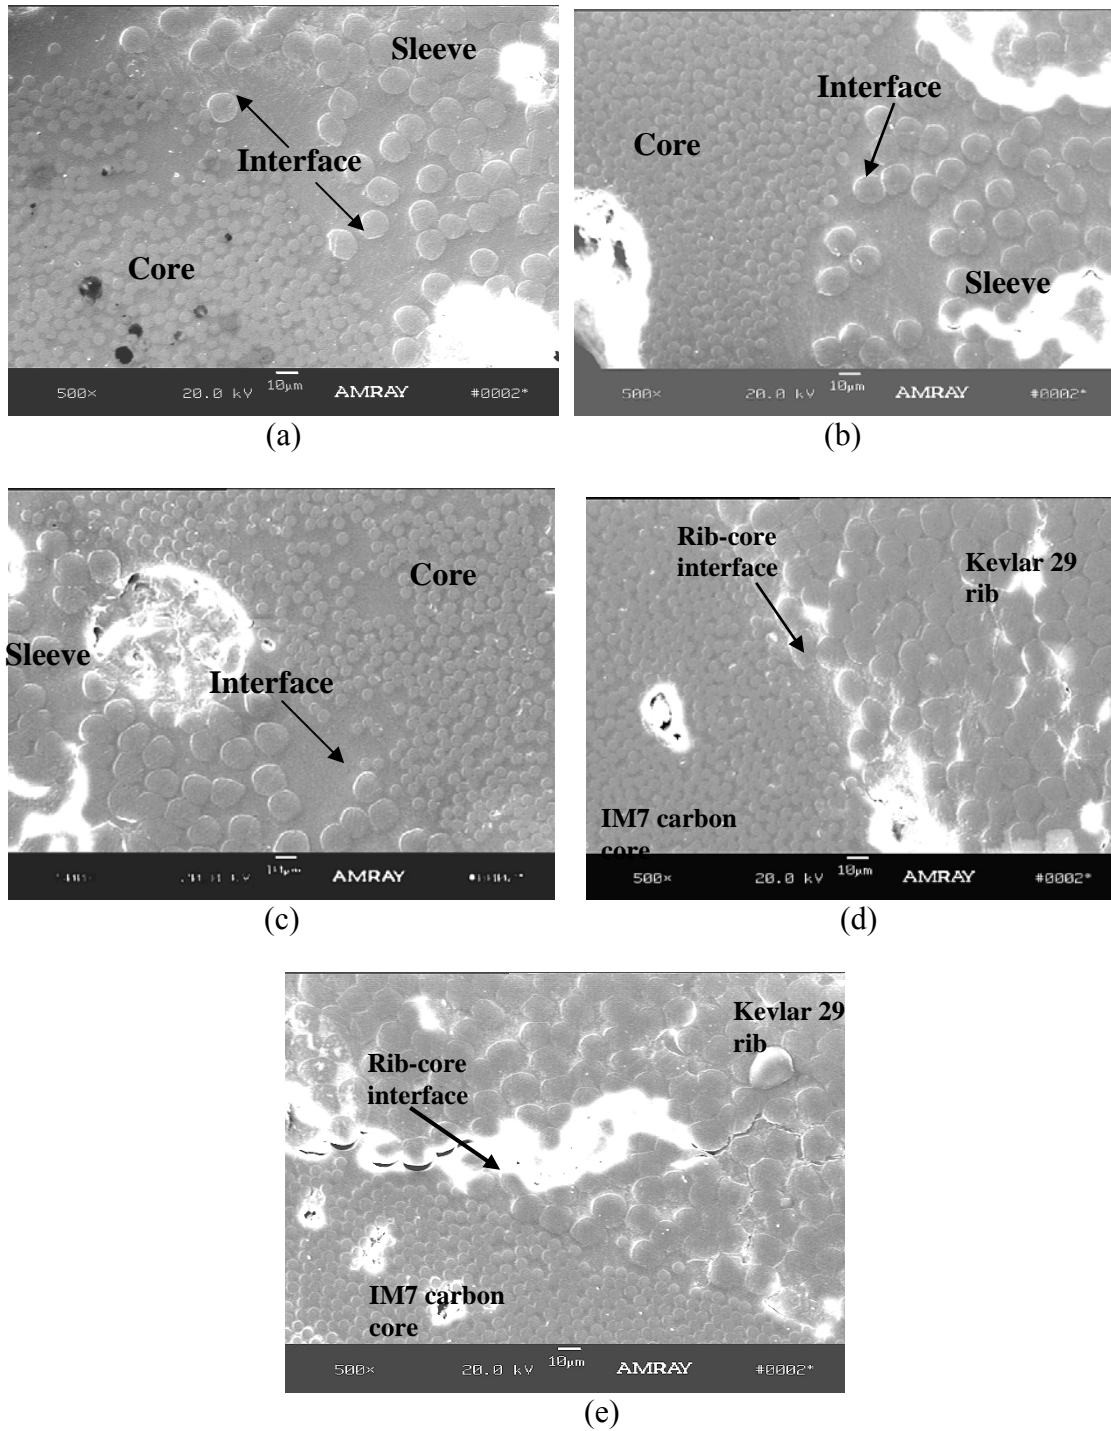 Sleeve
Interface
Core
500× 20.0 kV 10µm AMRAY #0002*
(a)
Interface
Core
Sleeve
500× 20.0 kV 10µm AMRAY #0002*
(b)
Core
Sleeve
Interface
10µm AMRAY
(c)
Rib-core
interface
Kevlar 29
rib
IM7 carbon
core
500× 20.0 kV 10µm AMRAY #0002*
(d)
Kevlar 29
rib
Rib-core
interface
IM7 carbon
core
500× 20.0 kV 10µm AMRAY #0002*
(e)